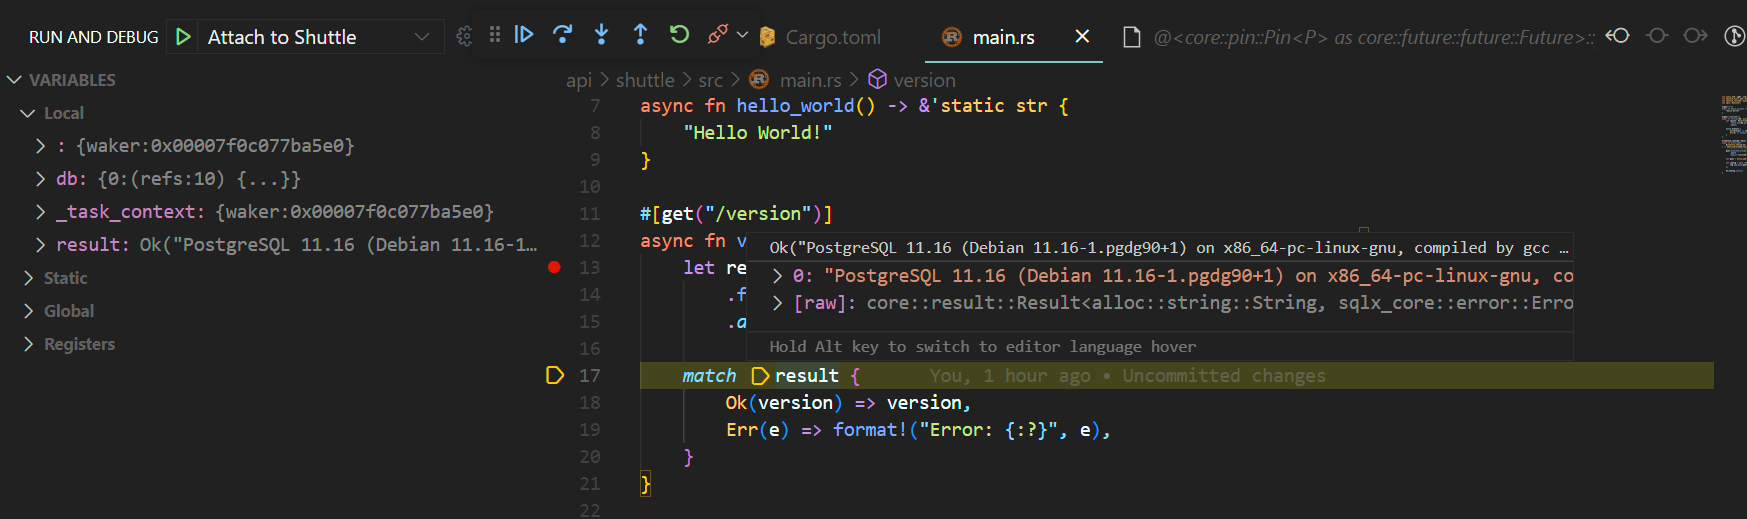 RUN AND DEBUG Attach to Shuttle
Cargo.toml main.rs @<core::pin::Pin<P> as core::future::future::Future>::
VARIABLES
Local
: {waker:0x00007f0c077ba5e0}
db: {0:(refs:10) {...}}
_task_context: {waker:0x00007f0c077ba5e0}
result: Ok("PostgreSQL 11.16 (Debian 11.16-1…
Static
Global
Registers
api > shuttle > src > main.rs > version
7 async fn hello_world() -> &'static str {
8 "Hello World!"
9 }
10
11 #[get("/version")]
12 async fn v
13 let re
14 .f
15 .a
16
Ok("PostgreSQL 11.16 (Debian 11.16-1.pgdg90+1) on x86_64-pc-linux-gnu, compiled by gcc …
0: "PostgreSQL 11.16 (Debian 11.16-1.pgdg90+1) on x86_64-pc-linux-gnu, co
[raw]: core::result::Result<alloc::string::String, sqlx_core::error::Erro
Hold Alt key to switch to editor language hover
17 match result { You, 1 hour ago • Uncommitted changes
18 Ok(version) => version,
19 Err(e) => format!("Error: {:?}", e),
20 }
21 }
22